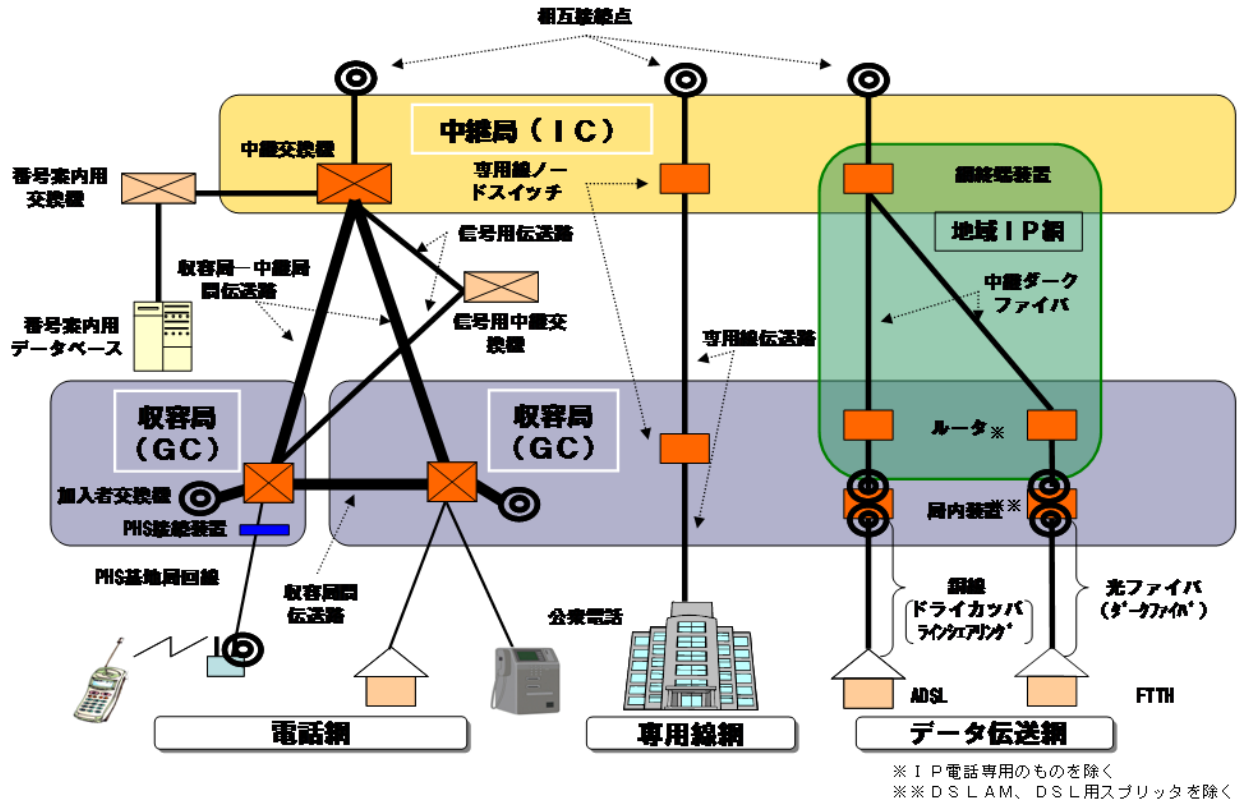 相互接続点
中継局（ＩＣ）
中継交換機
番号案内用
交換機
専用線ノー
ドスイッチ
網終端装置
地域ＩＰ網
信号用伝送路
収容局－中継局
間伝送路
中継ダーク
ファイバ
信号用中継交
換機
番号案内用
データベース
専用線伝送路
収容局
（GC）
収容局
（GC）
ルータ※
加入者交換機
局内装置※※
PHS接続装置
PHS基地局回線
収容局間
伝送路
公衆電話
銅線
ドライカッパ
ラインシェアリング
光ファイバ
（ダークファイバ）
ADSL
FTTH
電話網
専用線網
データ伝送網
※ＩＰ電話専用のものを除く
※※ＤＳＬＡＭ、ＤＳＬ用スプリッタを除く